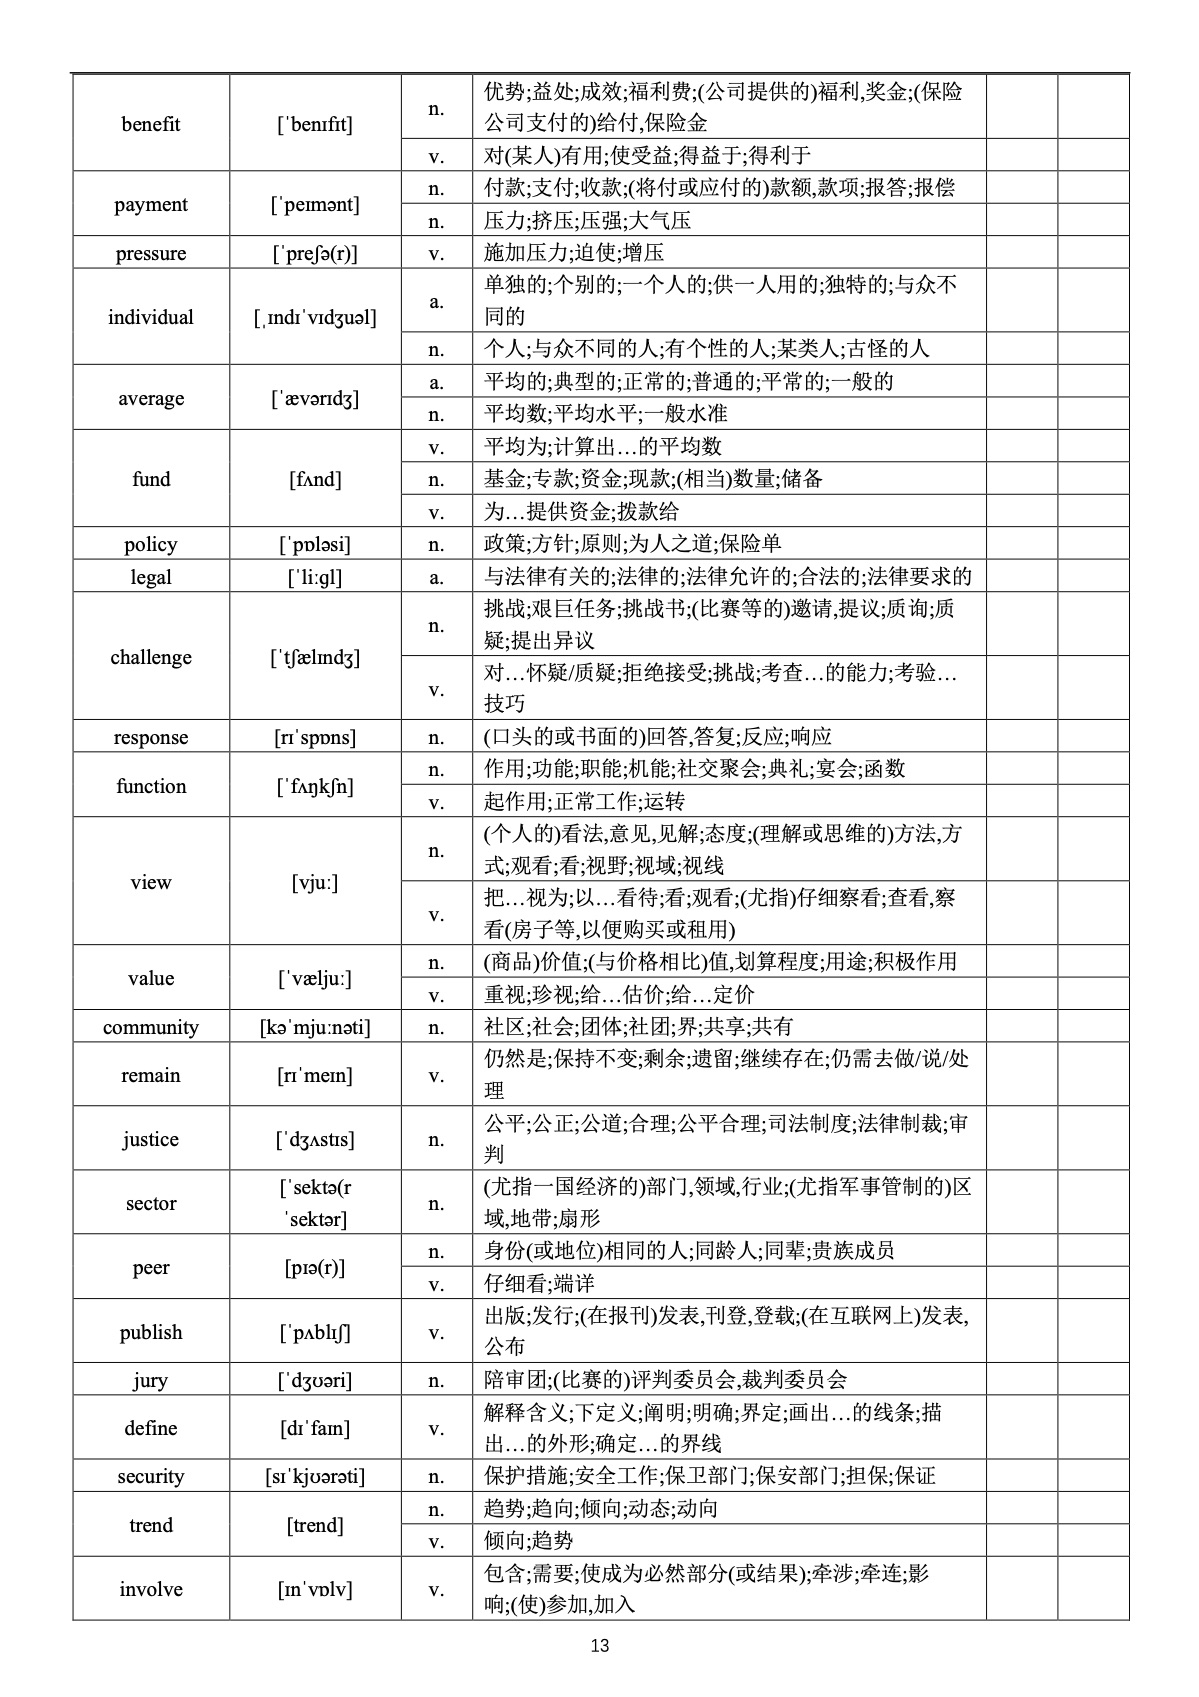 benefit [ˈbenɪfɪt] n. 优势;益处;成效;福利费;(公司提供的)福利,奖金;(保险
公司支付的)给付,保险金
v. 对(某人)有用;使受益;得益于;得利于
payment [ˈpeɪmənt] n. 付款;支付;收款;(将付或应付的)款额,款项;报答;报偿
n. 压力;挤压;压强;大气压
pressure [ˈpreʃə(r)] v. 施加压力;迫使;增压
individual [ˌɪndɪˈvɪdʒuəl] a. 单独的;个别的;一个人的;供一人用的;独特的;与众不
同的
n. 个人;与众不同的人;有个性的人;某类人;古怪的人
average [ˈævərɪdʒ] a. 平均的;典型的;正常的;普通的;平常的;一般的
n. 平均数;平均水平;一般水准
v. 平均为;计算出…的平均数
fund [fʌnd] n. 基金;专款;资金;现款;(相当)数量;储备
v. 为…提供资金;拨款给
policy [ˈpɒləsi] n. 政策;方针;原则;为人之道;保险单
legal [ˈliːɡl] a. 与法律有关的;法律的;法律允许的;合法的;法律要求的
challenge [ˈtʃælɪndʒ] n. 挑战;艰巨任务;挑战书;(比赛等的)邀请,提议;质询;质
疑;提出异议
v. 对…怀疑/质疑;拒绝接受;挑战;考查…的能力;考验…
技巧
response [rɪˈspɒns] n. (口头的或书面的)回答,答复;反应;响应
function [ˈfʌŋkʃn] n. 作用;功能;职能;机能;社交聚会;典礼;宴会;函数
v. 起作用;正常工作;运转
view [vjuː] n. (个人的)看法,意见,见解;态度;(理解或思维的)方法,方
式;观看;看;视野;视域;视线
v. 把…视为;以…看待;看;观看;(尤指)仔细察看;查看,察
看(房子等,以便购买或租用)
value [ˈvæljuː] n. (商品)价值;(与价格相比)值,划算程度;用途;积极作用
v. 重视;珍视;给…估价;给…定价
community [kəˈmjuːnəti] n. 社区;社会;团体;社团;界;共享;共有
remain [rɪˈmeɪn] v. 仍然是;保持不变;剩余;遗留;继续存在;仍需去做/说/处
理
justice [ˈdʒʌstɪs] n. 公平;公正;公道;合理;公平合理;司法制度;法律制裁;审
判
sector [ˈsektə(r n. (尤指一国经济的)部门,领域,行业;(尤指军事管制的)区
ˈsektər] 域,地带;扇形
peer [pɪə(r)] n. 身份(或地位)相同的人;同龄人;同辈;贵族成员
v. 仔细看;端详
publish [ˈpʌblɪʃ] v. 出版;发行;(在报刊)发表,刊登,登载;(在互联网上)发表,
公布
jury [ˈdʒʊəri] n. 陪审团;(比赛的)评判委员会,裁判委员会
define [dɪˈfaɪn] v. 解释含义;下定义;阐明;明确;界定;画出…的线条;描
出…的外形;确定…的界线
security [sɪˈkjʊərəti] n. 保护措施;安全工作;保卫部门;保安部门;担保;保证
trend [trend] n. 趋势;趋向;倾向;动态;动向
v. 倾向;趋势
involve [ɪnˈvɒlv] v. 包含;需要;使成为必然部分(或结果);牵涉;牵连;影
响;(使)参加,加入
13